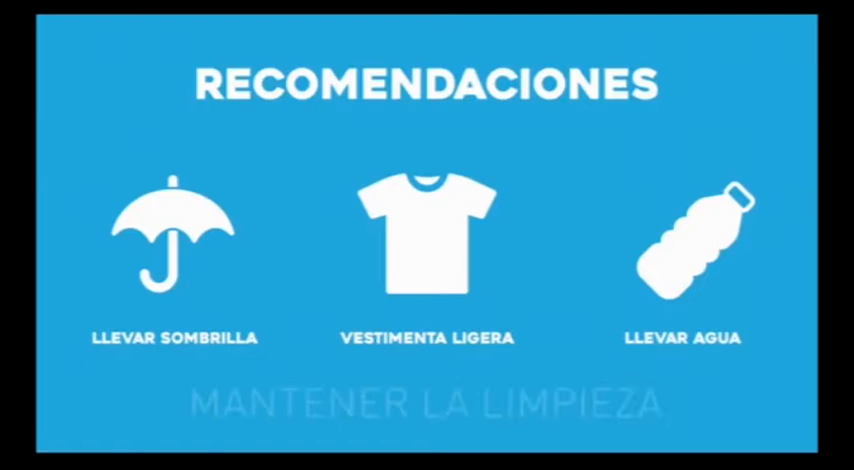 RECOMENDACIONES
LLEVAR SOMBRILLA
VESTIMENTA LIGERA
LLEVAR AGUA
MANTENER LA LIMPIEZA